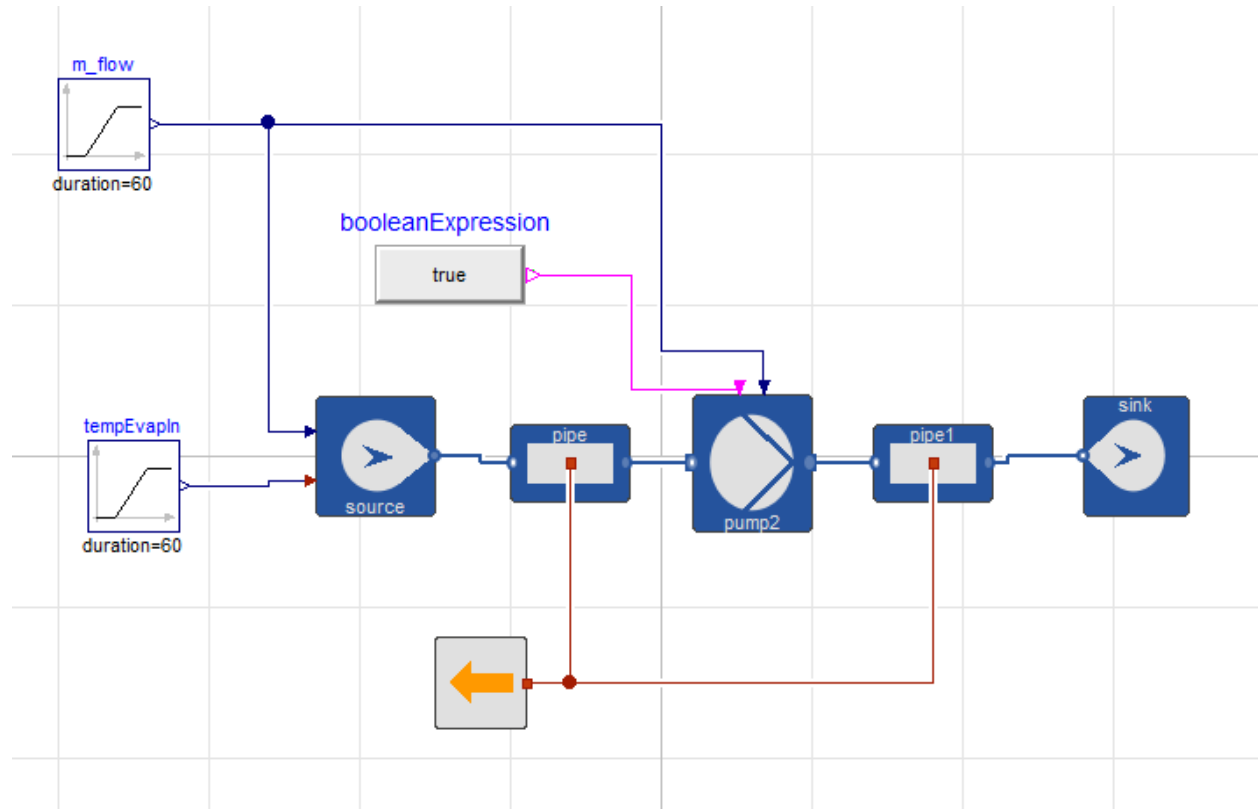 m_flow
duration=60
booleanExpression
true
tempEvapIn
duration=60
source
pipe
pump2
pipe1
sink